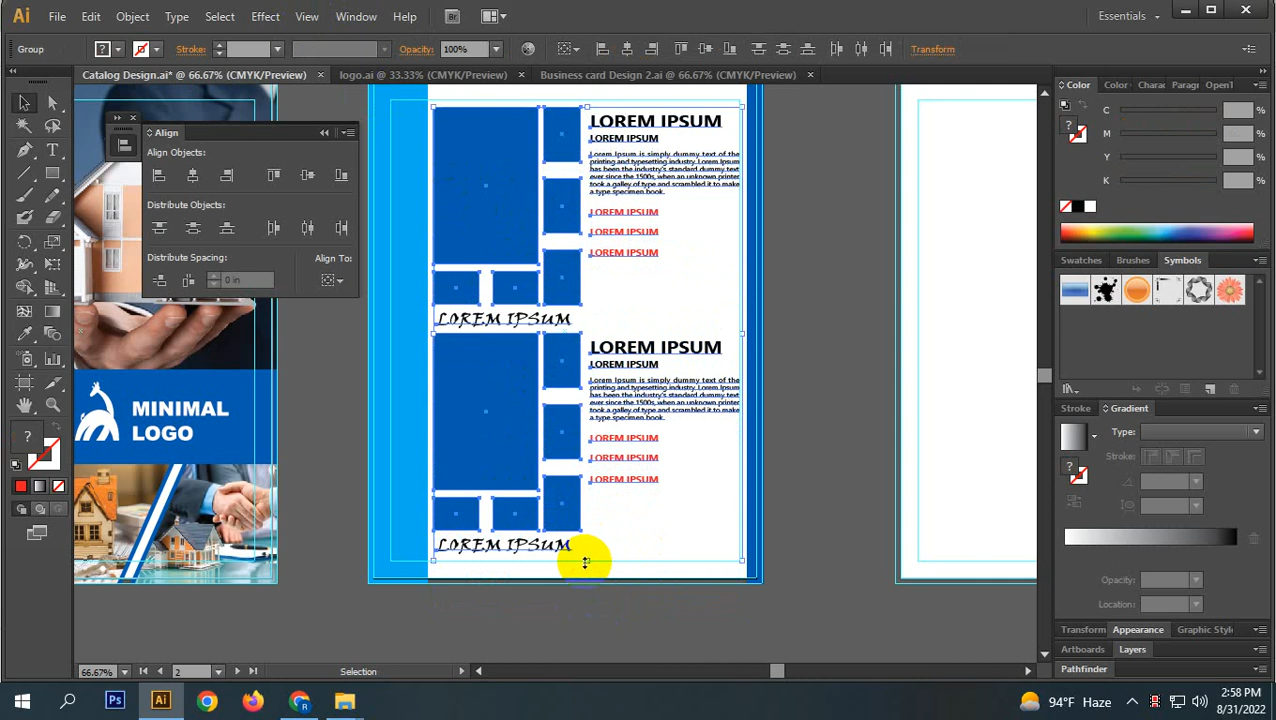 Ai File Edit Object Type Select Effect View Window Help Br Essentials
Group Stroke: Opacity: 100% Transform
Catalog Design.ai* @ 66.67% (CMYK/Preview) × logo.ai @ 33.33% (CMYK/Preview) × Business card Design 2.ai @ 66.67% (CMYK/Preview) ×
Color Chara Open
Align
Align Objects:
Distribute Objects:
Distribute Spacing: Align To:
0 in
MINIMAL
LOGO
LOREM IPSUM
LOREM IPSUM
Lorem Ipsum is simply dummy text of the
printing and typesetting industry. Lorem Ipsum
has been the industry's standard dummy text
ever since the 1500s, when an unknown printer
took a galley of type and scrambled it to make
a type specimen book.
LOREM IPSUM
LOREM IPSUM
LOREM IPSUM
LOREM IPSUM
LOREM IPSUM
LOREM IPSUM
Lorem Ipsum is simply dummy text of the
printing and typesetting industry. Lorem Ipsum
has been the industry's standard dummy text
ever since the 1500s, when an unknown printer
took a galley of type and scrambled it to make
a type specimen book.
LOREM IPSUM
LOREM IPSUM
LOREM IPSUM
LOREM IPSUM
%
M %
%
%
Swatches Brushes Symbols
Type:
Stroke:
Opacity:
Location:
Transform Appearance Graphic Style
Artboards Layers
Pathfinder
66.67% 2 Selection
Ps Ai 94°F Haze 2:58 PM
8/31/2022